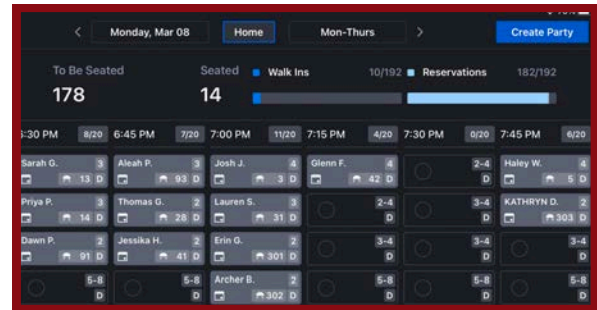 Monday, Mar 08 Home Mon-Thurs Create Party
To Be Seated Seated Walk Ins 10/192 Reservations 182/192
178 14
:30 PM 8/20 6:45 PM 7/20 7:00 PM 11/20 7:15 PM 4/20 7:30 PM 0/20 7:45 PM 6/20
Sarah G. 3 Aleah P. 3 Josh J. 4 Glenn F. 4 2-4 Haley W. 4
13 D 93 D 3 D 42 D D 5 D
Priya P. 3 Thomas G. 2 Lauren S. 3 2-4 3-4 KATHRYN D. 2
14 D 28 D 31 D D D 303 D
Dawn P. 2 Jessika H. 2 Erin G. 2 3-4 3-4 3-4
91 D 41 D 301 D D D D
5-8 5-8 Archer B. 2 5-8 5-8 5-8
D D 302 D D D D